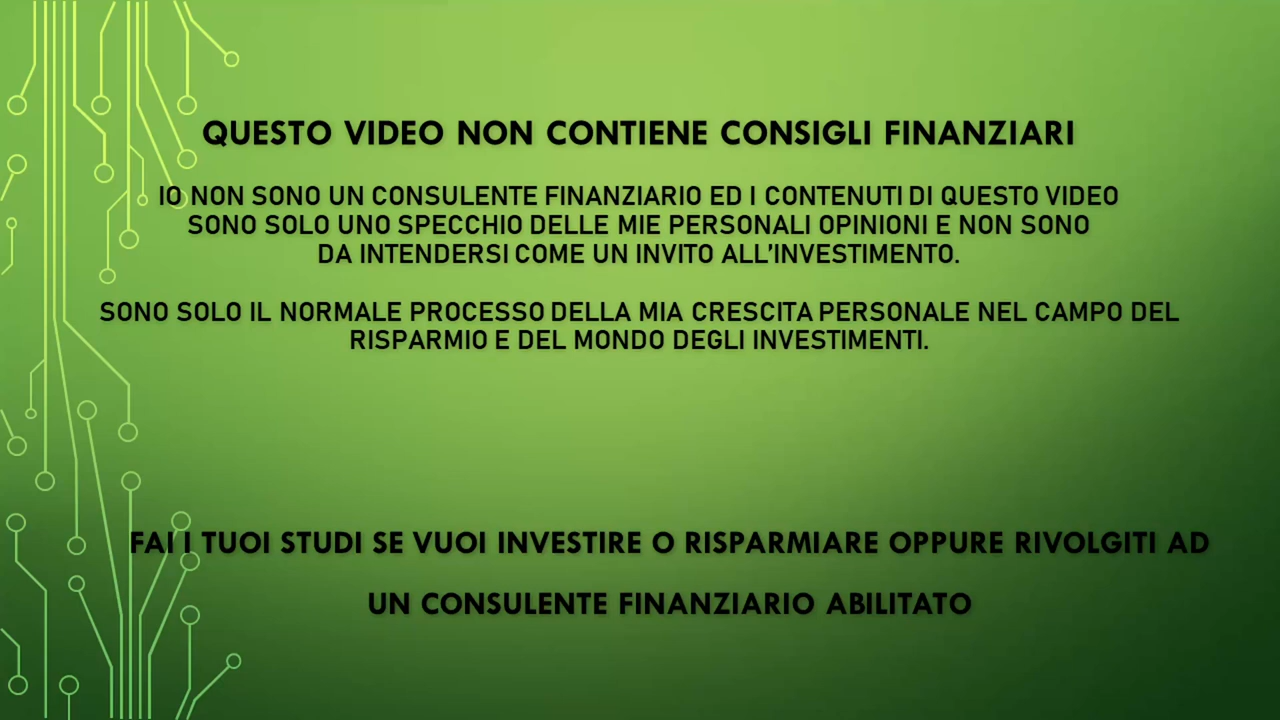 QUESTO VIDEO NON CONTIENE CONSIGLI FINANZIARI
IO NON SONO UN CONSULENTE FINANZIARIO ED I CONTENUTI DI QUESTO VIDEO
SONO SOLO UNO SPECCHIO DELLE MIE PERSONALI OPINIONI E NON SONO
DA INTENDERSI COME UN INVITO ALL'INVESTIMENTO.
SONO SOLO IL NORMALE PROCESSO DELLA MIA CRESCITA PERSONALE NEL CAMPO DEL
RISPARMIO E DEL MONDO DEGLI INVESTIMENTI.
FAI I TUOI STUDI SE VUOI INVESTIRE O RISPARMIARE OPPURE RIVOLGITI AD
UN CONSULENTE FINANZIARIO ABILITATO